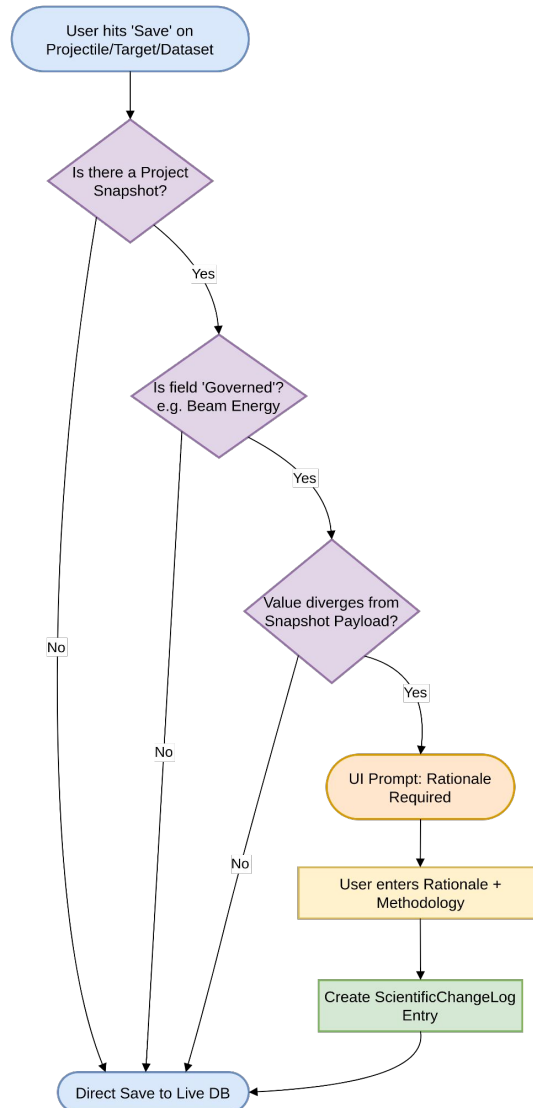 User hits 'Save' on
Projectile/Target/Dataset
Is there a Project
Snapshot?
Yes
Is field 'Governed'?
e.g. Beam Energy
Yes
Value diverges from
Snapshot Payload?
No
Yes
No
UI Prompt: Rationale
Required
No
User enters Rationale +
Methodology
Create ScientificChangeLog
Entry
Direct Save to Live DB